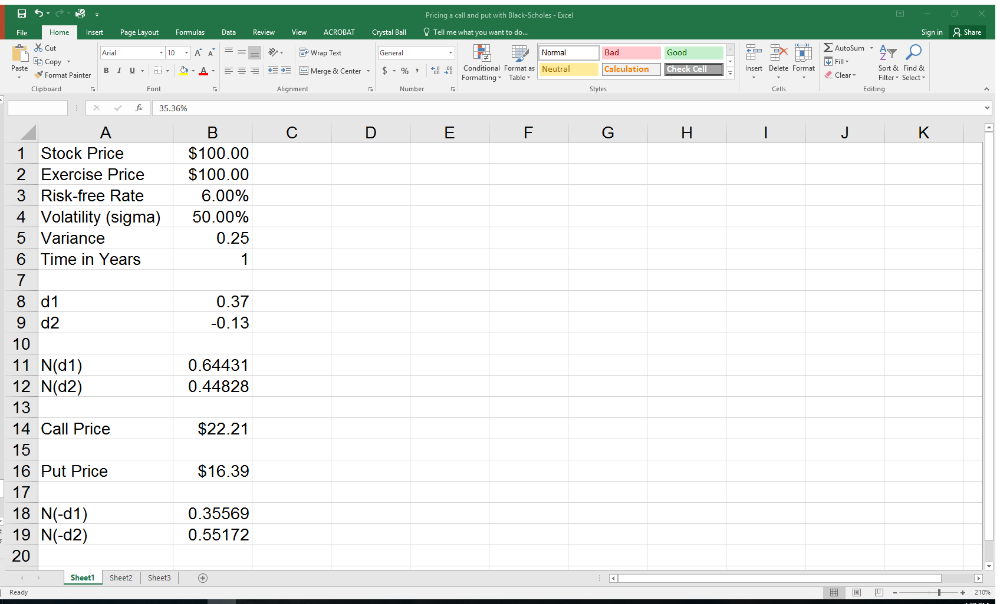 Pricing a call and put with Black-Scholes - Excel
File Home Insert Page Layout Formulas Data Review View ACROBAT Crystal Ball Tell me what you want to do... Sign in Share
Cut
Copy
Format Painter
Paste
Clipboard
Arial 10 A A
B I U A
Font
Wrap Text
Merge & Center
Alignment
General
$ % ,
Number
Conditional Formatting
Format as Table
Normal Bad Good
Neutral Calculation Check Cell
Styles
Insert Delete Format
Cells
AutoSum
Fill
Clear
Sort & Filter
Find & Select
Editing
fx 35.36%
A B C D E F G H I J K
1 Stock Price $100.00
2 Exercise Price $100.00
3 Risk-free Rate 6.00%
4 Volatility (sigma) 50.00%
5 Variance 0.25
6 Time in Years 1
7
8 d1 0.37
9 d2 -0.13
10
11 N(d1) 0.64431
12 N(d2) 0.44828
13
14 Call Price $22.21
15
16 Put Price $16.39
17
18 N(-d1) 0.35569
19 N(-d2) 0.55172
20
Sheet1 Sheet2 Sheet3
Ready 210%